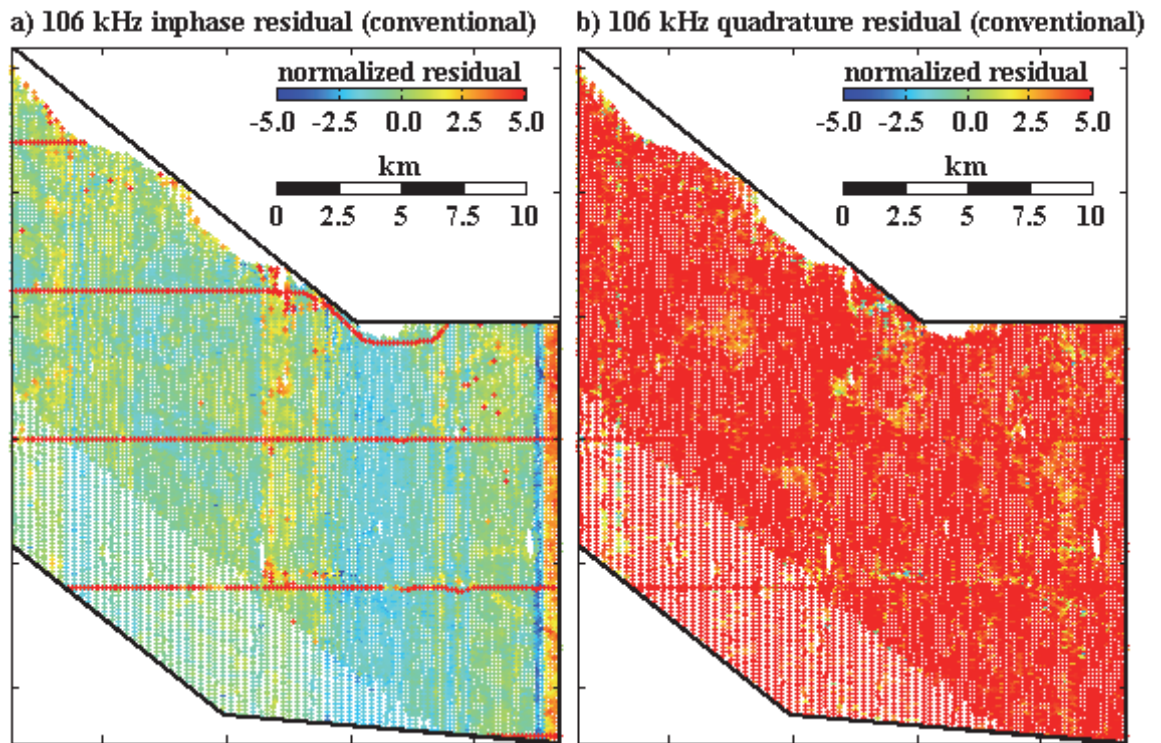 a) 106 kHz inphase residual (conventional)
normalized residual
-5.0 -2.5 0.0 2.5 5.0
km
0 2.5 5 7.5 10
b) 106 kHz quadrature residual (conventional)
normalized residual
-5.0 -2.5 0.0 2.5 5.0
km
0 2.5 5 7.5 10